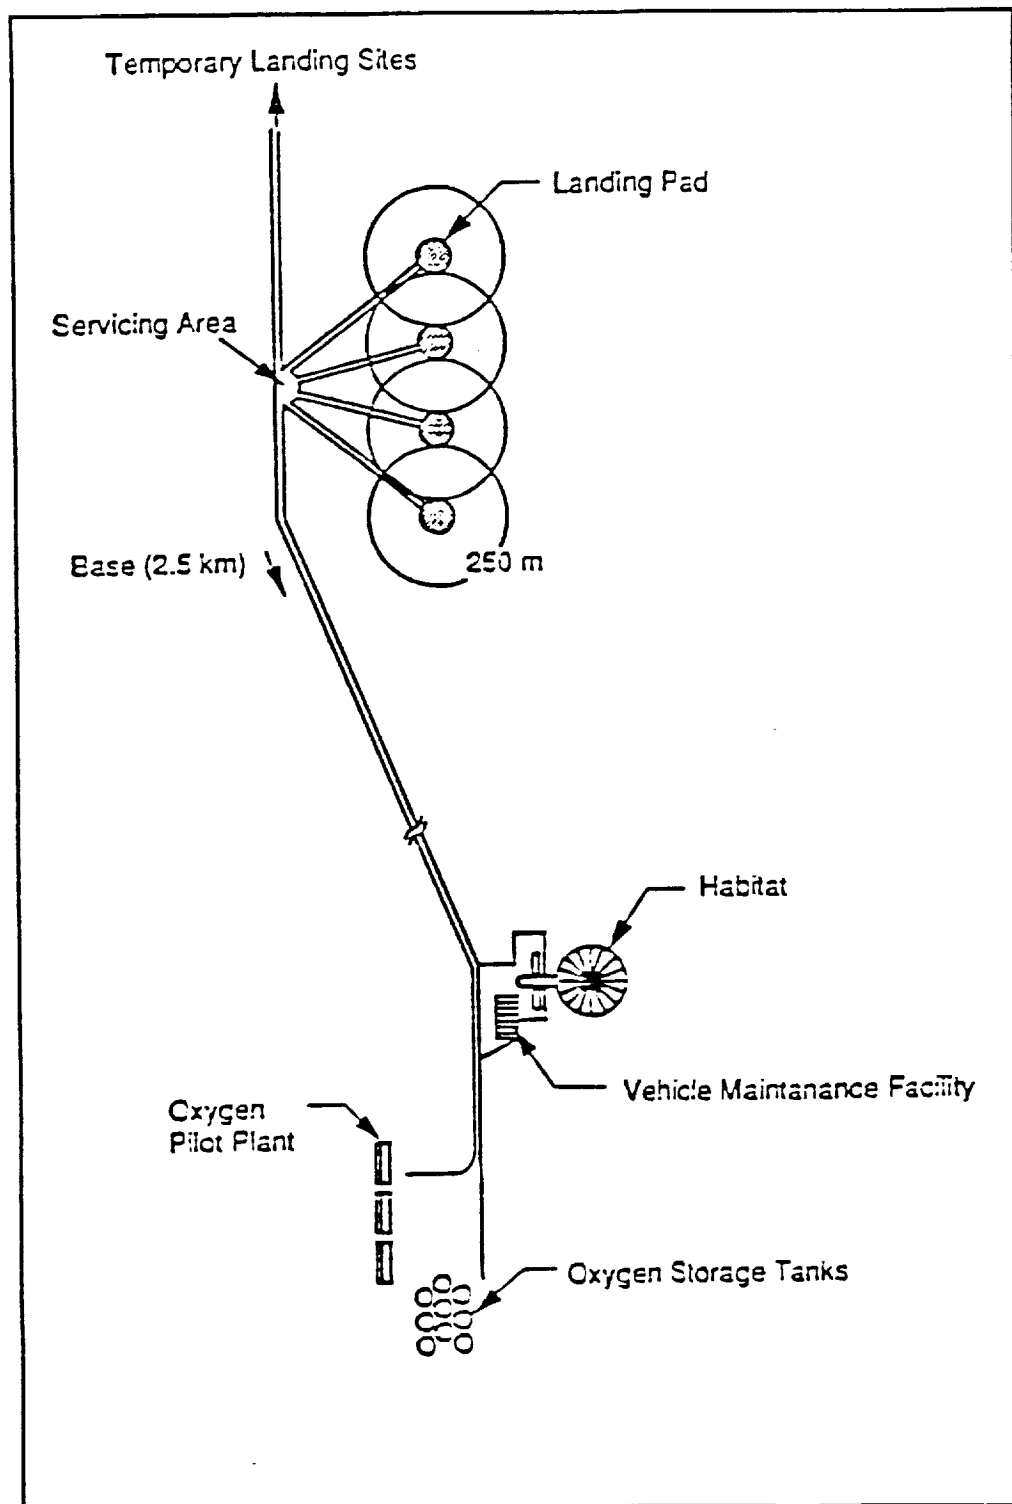 Temporary Landing Sites
Landing Pad
Servicing Area
Base (2.5 km)
250 m
Habitat
Vehicle Maintanance Facility
Oxygen
Pilot Plant
Oxygen Storage Tanks